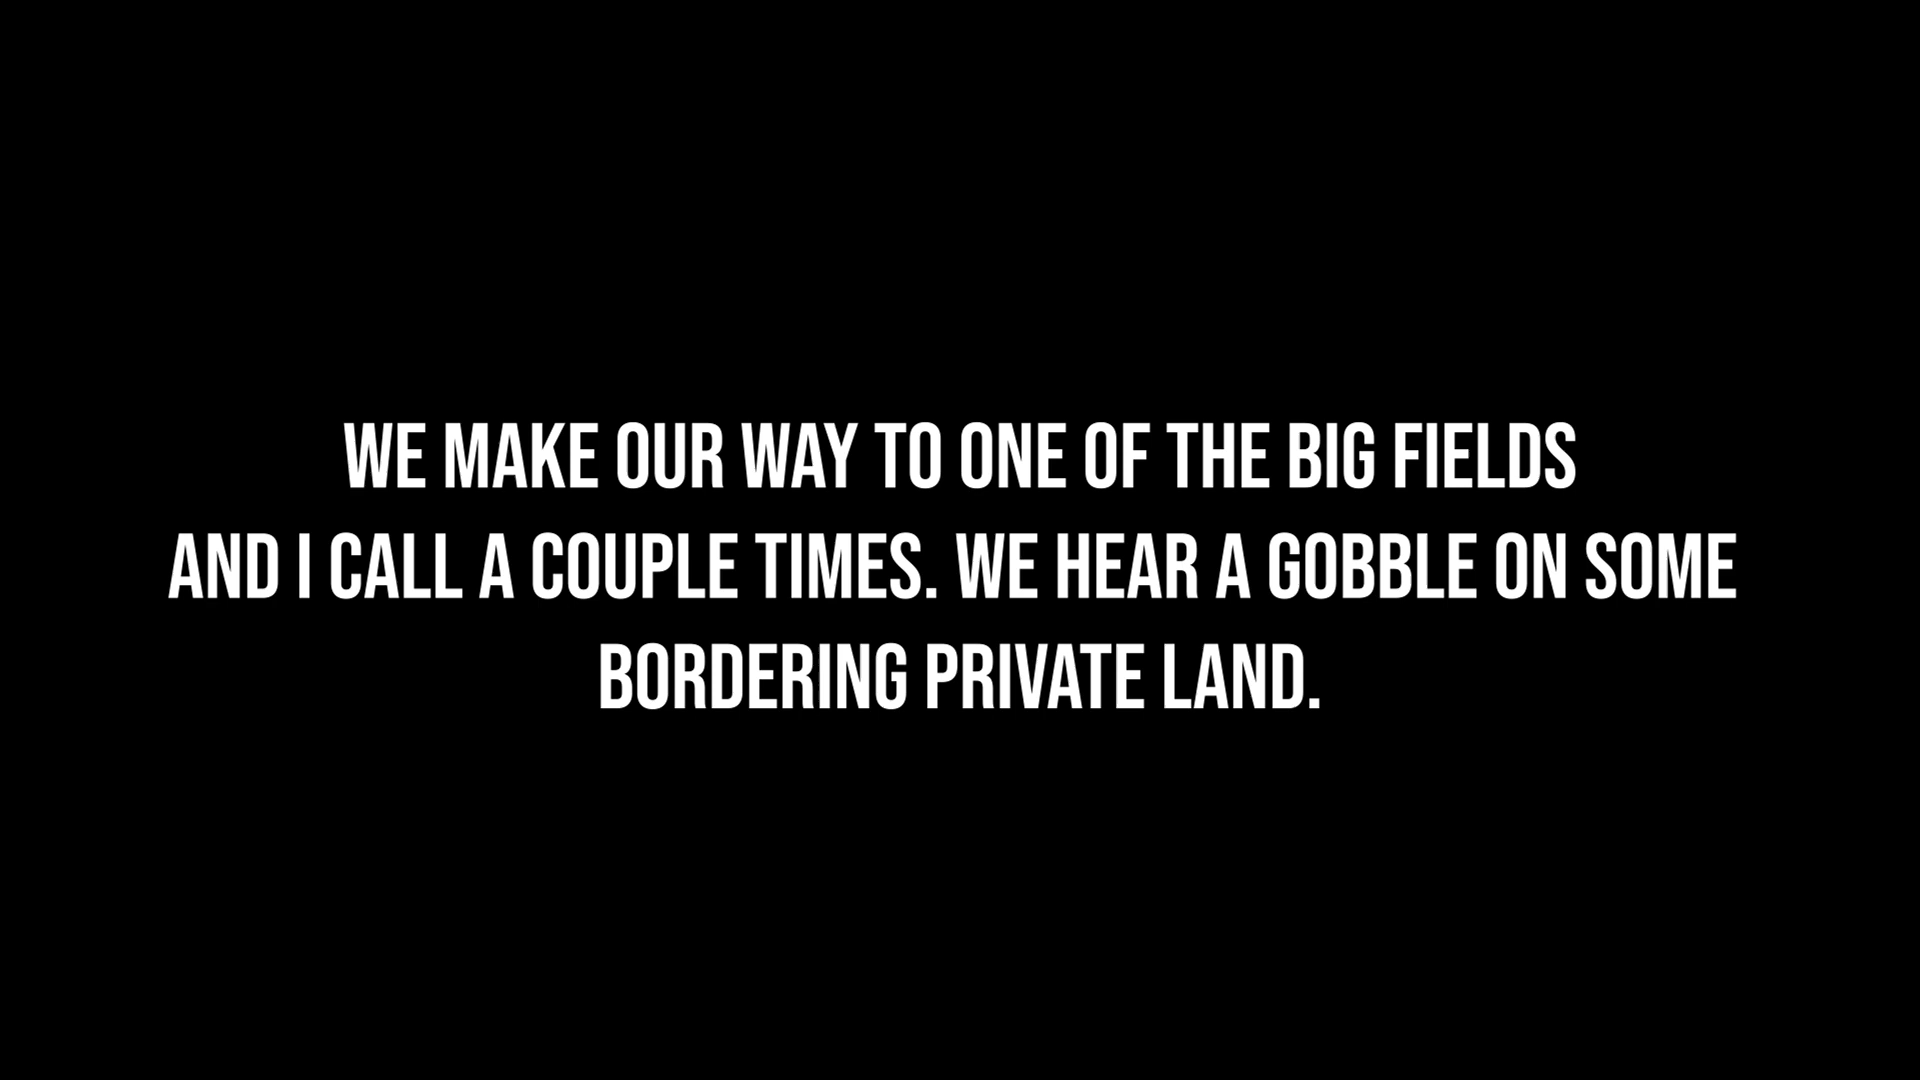 WE MAKE OUR WAY TO ONE OF THE BIG FIELDS
AND I CALL A COUPLE TIMES. WE HEAR A GOBBLE ON SOME
BORDERING PRIVATE LAND.